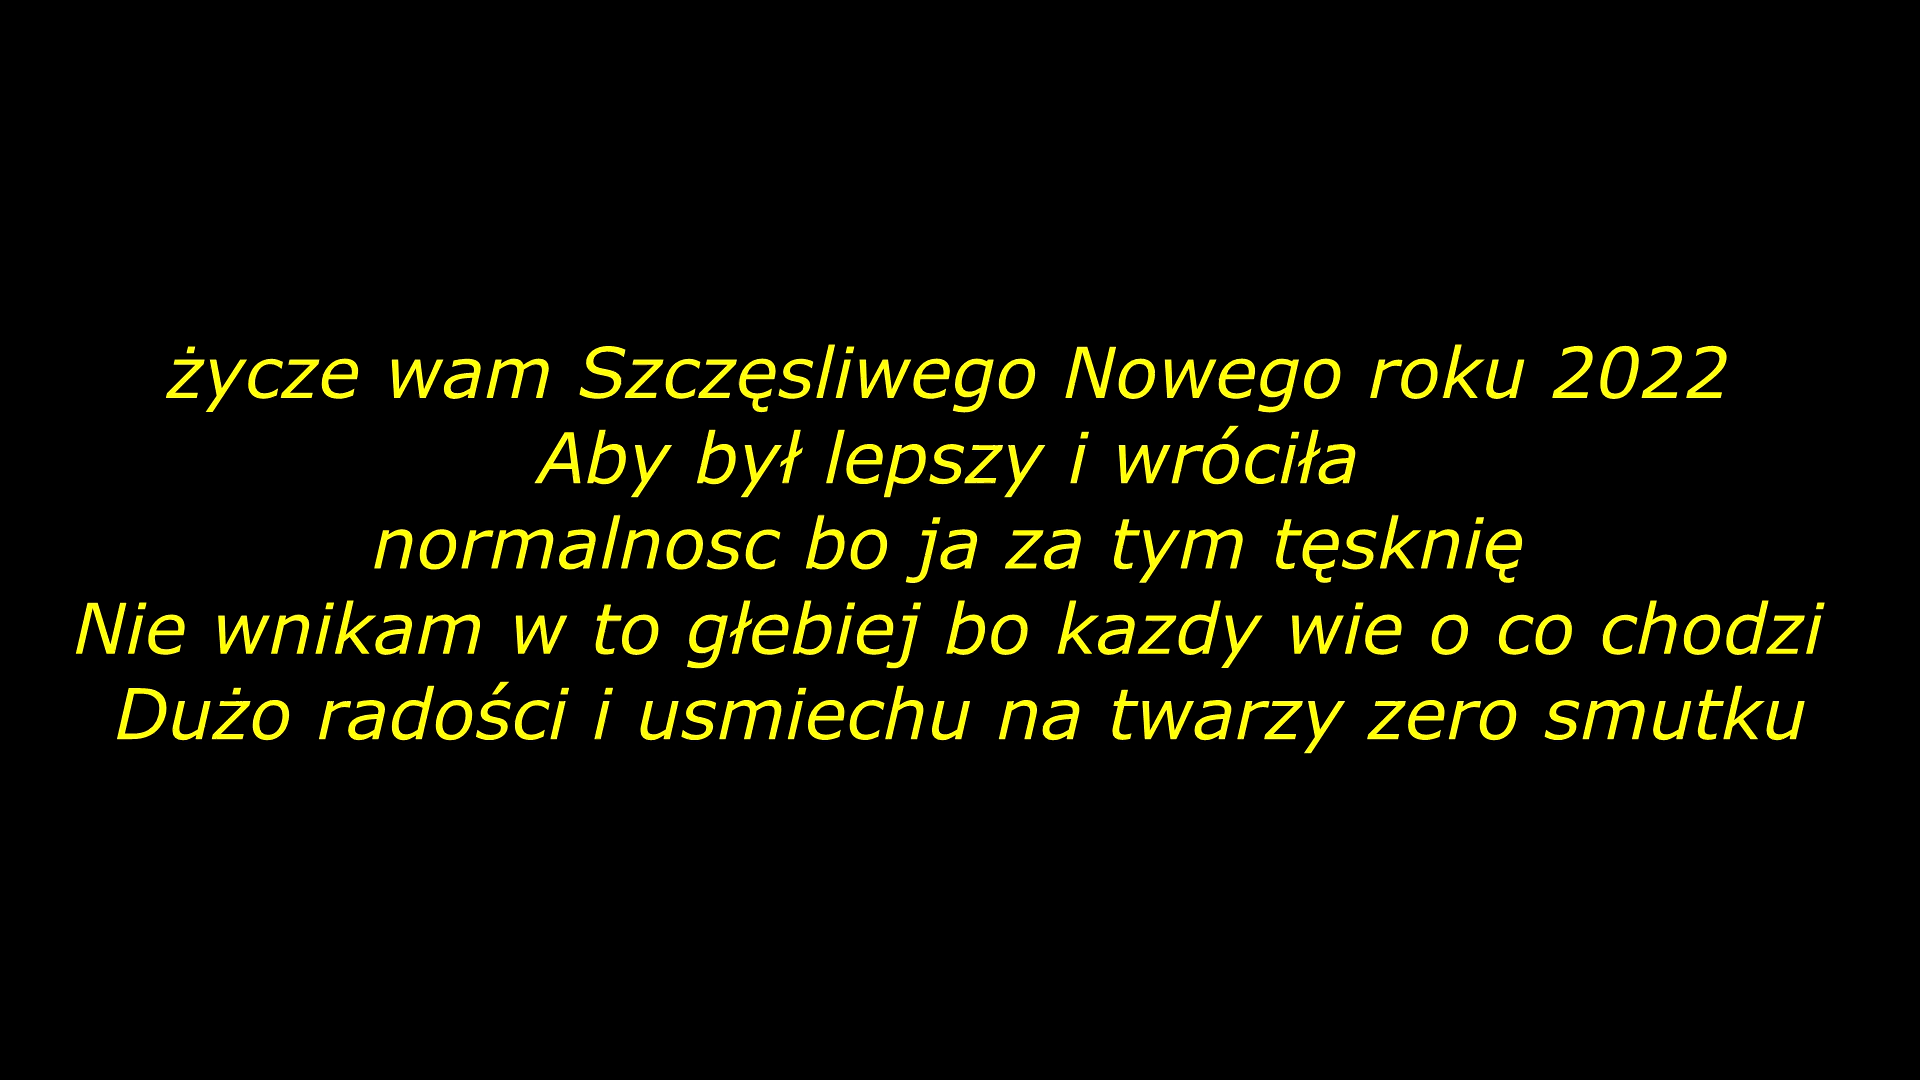 życze wam Szczęsliwego Nowego roku 2022
Aby był lepszy i wróciła
normalnosc bo ja za tym tęsknię
Nie wnikam w to głebiej bo kazdy wie o co chodzi
Dużo radości i usmiechu na twarzy zero smutku